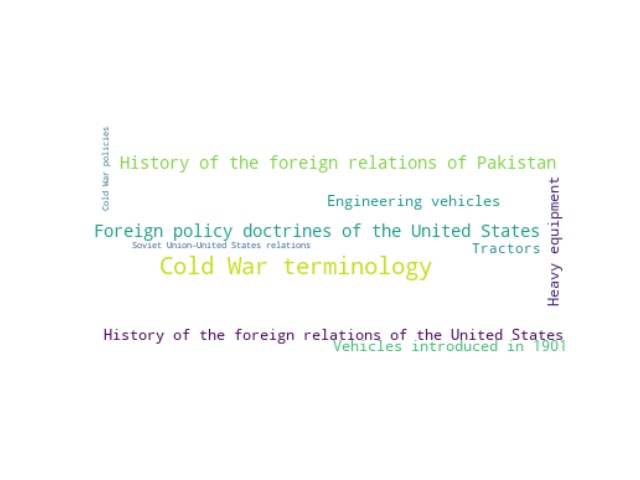 Cold War policies
History of the foreign relations of Pakistan
Heavy equipment
Engineering vehicles
Foreign policy doctrines of the United States
Soviet Union–United States relations
Tractors
Cold War terminology
History of the foreign relations of the United States
Vehicles introduced in 1901